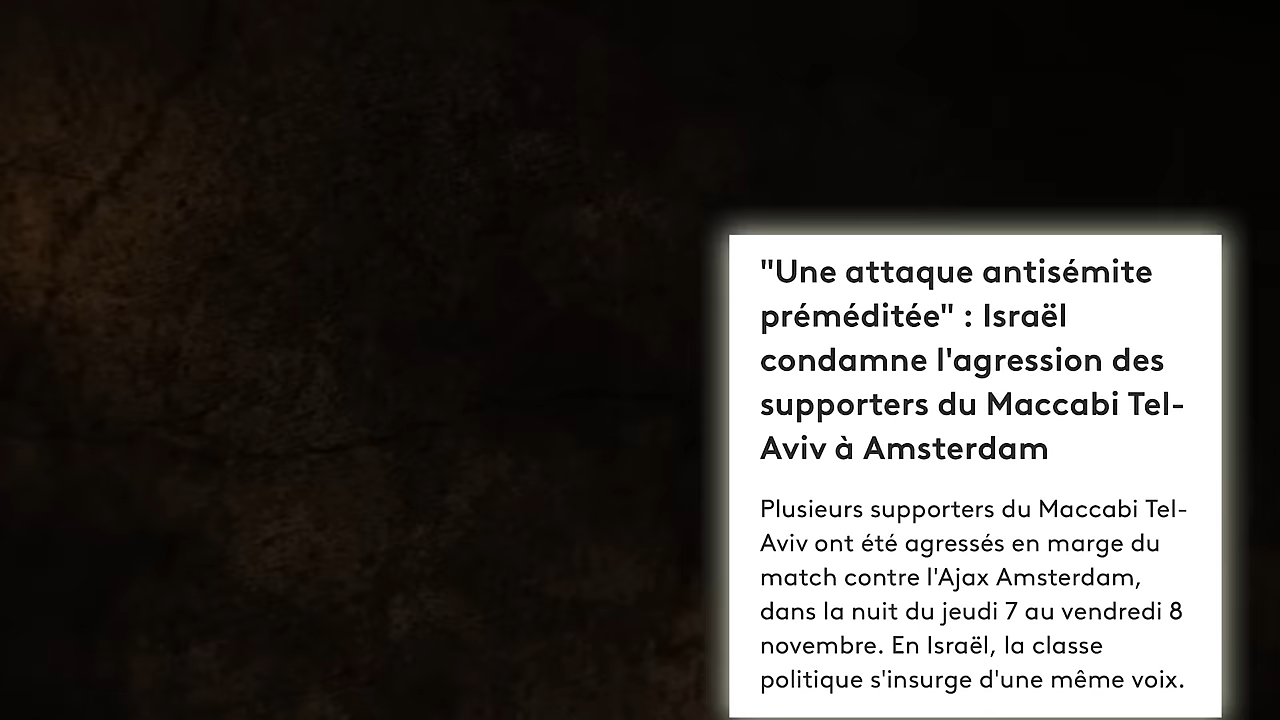 "Une attaque antisémite
préméditée" : Israël
condamne l'agression des
supporters du Maccabi Tel-
Aviv à Amsterdam
Plusieurs supporters du Maccabi Tel-
Aviv ont été agressés en marge du
match contre l'Ajax Amsterdam,
dans la nuit du jeudi 7 au vendredi 8
novembre. En Israël, la classe
politique s'insurge d'une même voix.